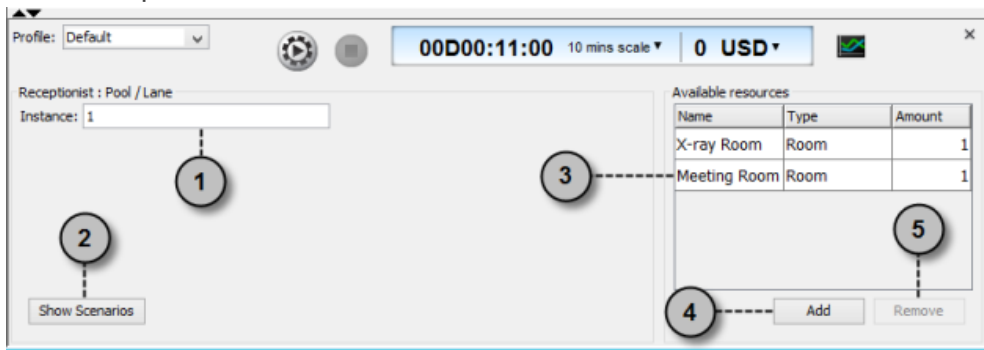 Profile: Default
00D00:11:00 10 mins scale 0 USD
Receptionist : Pool / Lane
Instance: 1
Available resources
Name Type Amount
X-ray Room Room 1
Meeting Room Room 1
1
2
3
4
5
Show Scenarios
Add Remove